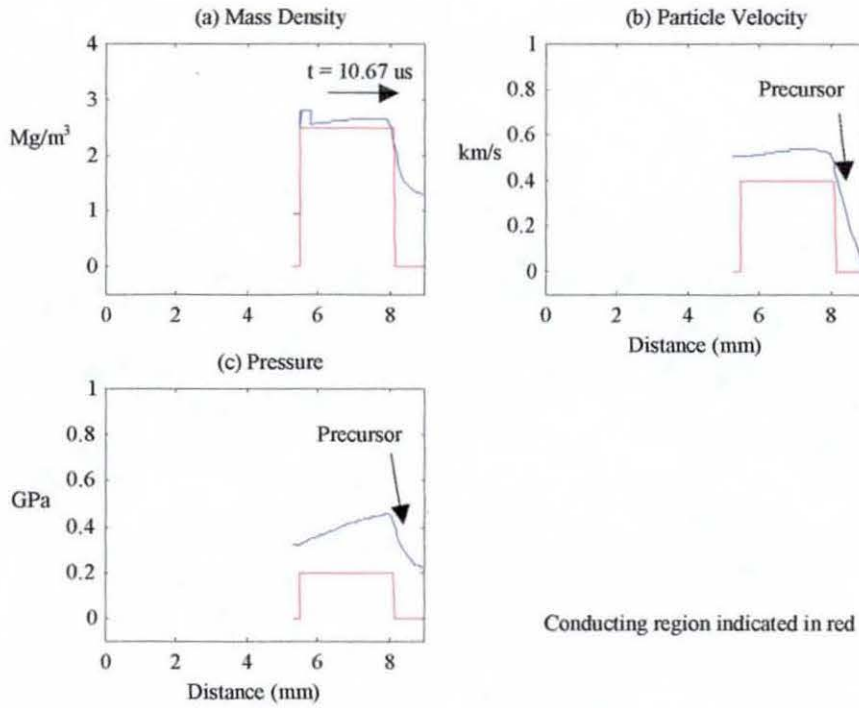 (a) Mass Density
4
3
2
1
0
Mg/m³
t = 10.67 us
0 2 4 6 8
(b) Particle Velocity
1
0.8
0.6
0.4
0.2
0
km/s
Precursor
0 2 4 6 8
Distance (mm)
(c) Pressure
1
0.8
0.6
0.4
0.2
0
GPa
Precursor
0 2 4 6 8
Distance (mm)
Conducting region indicated in red